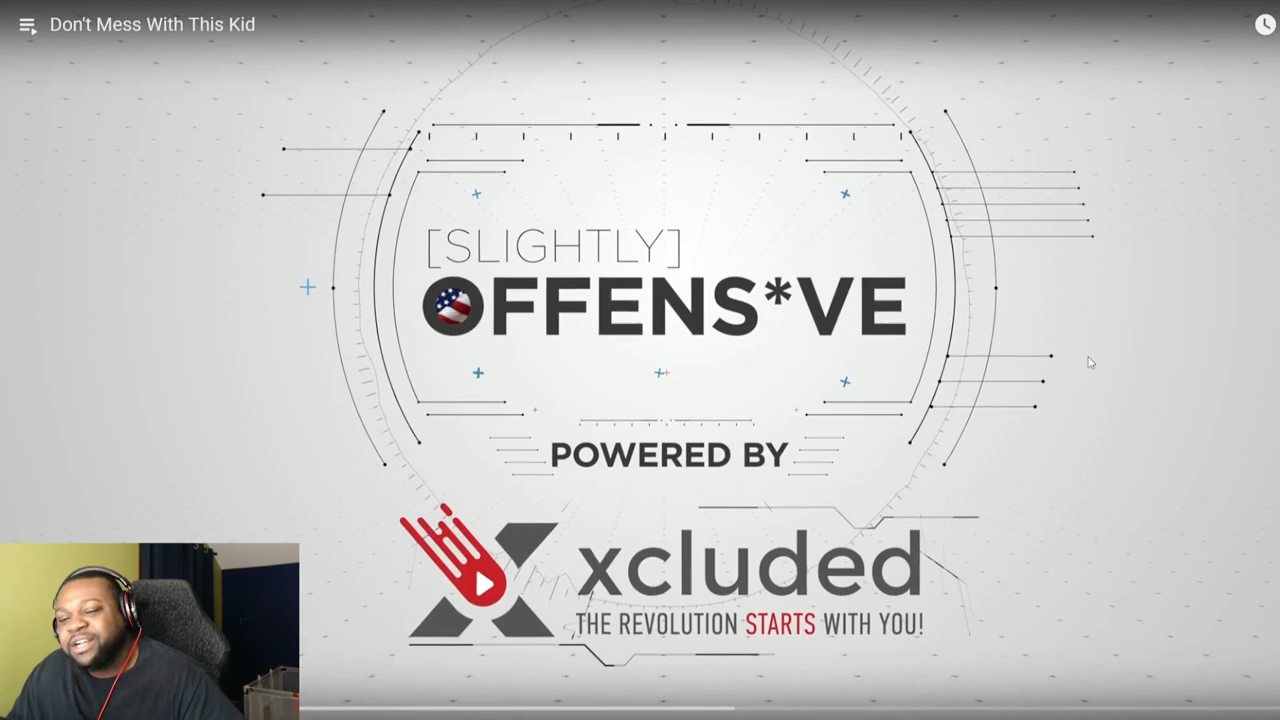 Don't Mess With This Kid
[SLIGHTLY]
OFFENS*VE
POWERED BY
xcluded
THE REVOLUTION STARTS WITH YOU!